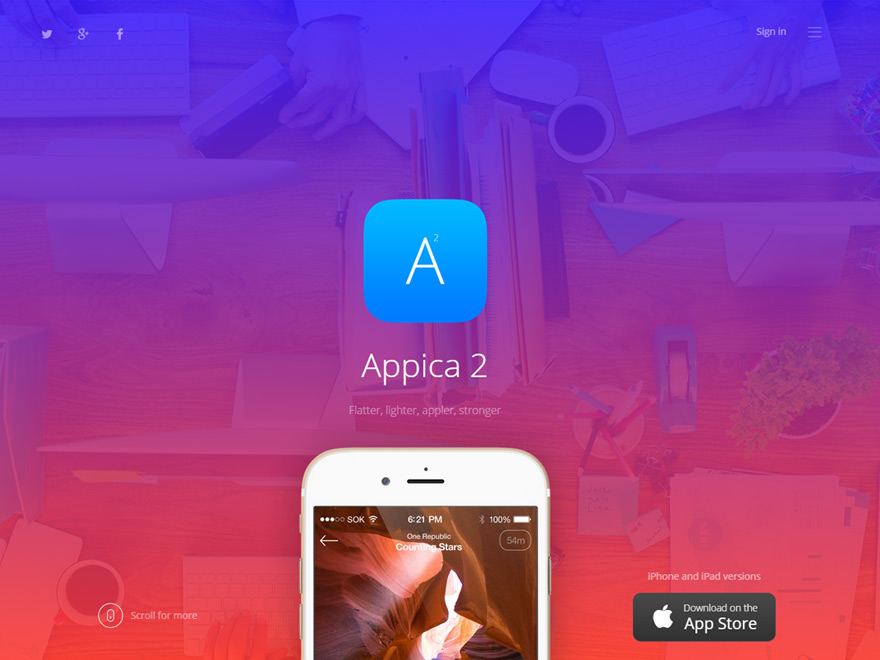 Sign in
A2
Appica 2
Flatter, lighter, appler, stronger
SOK 6:21 PM 100%
One Republic
Counting Stars
54m
iPhone and iPad versions
Scroll for more
Download on the
App Store